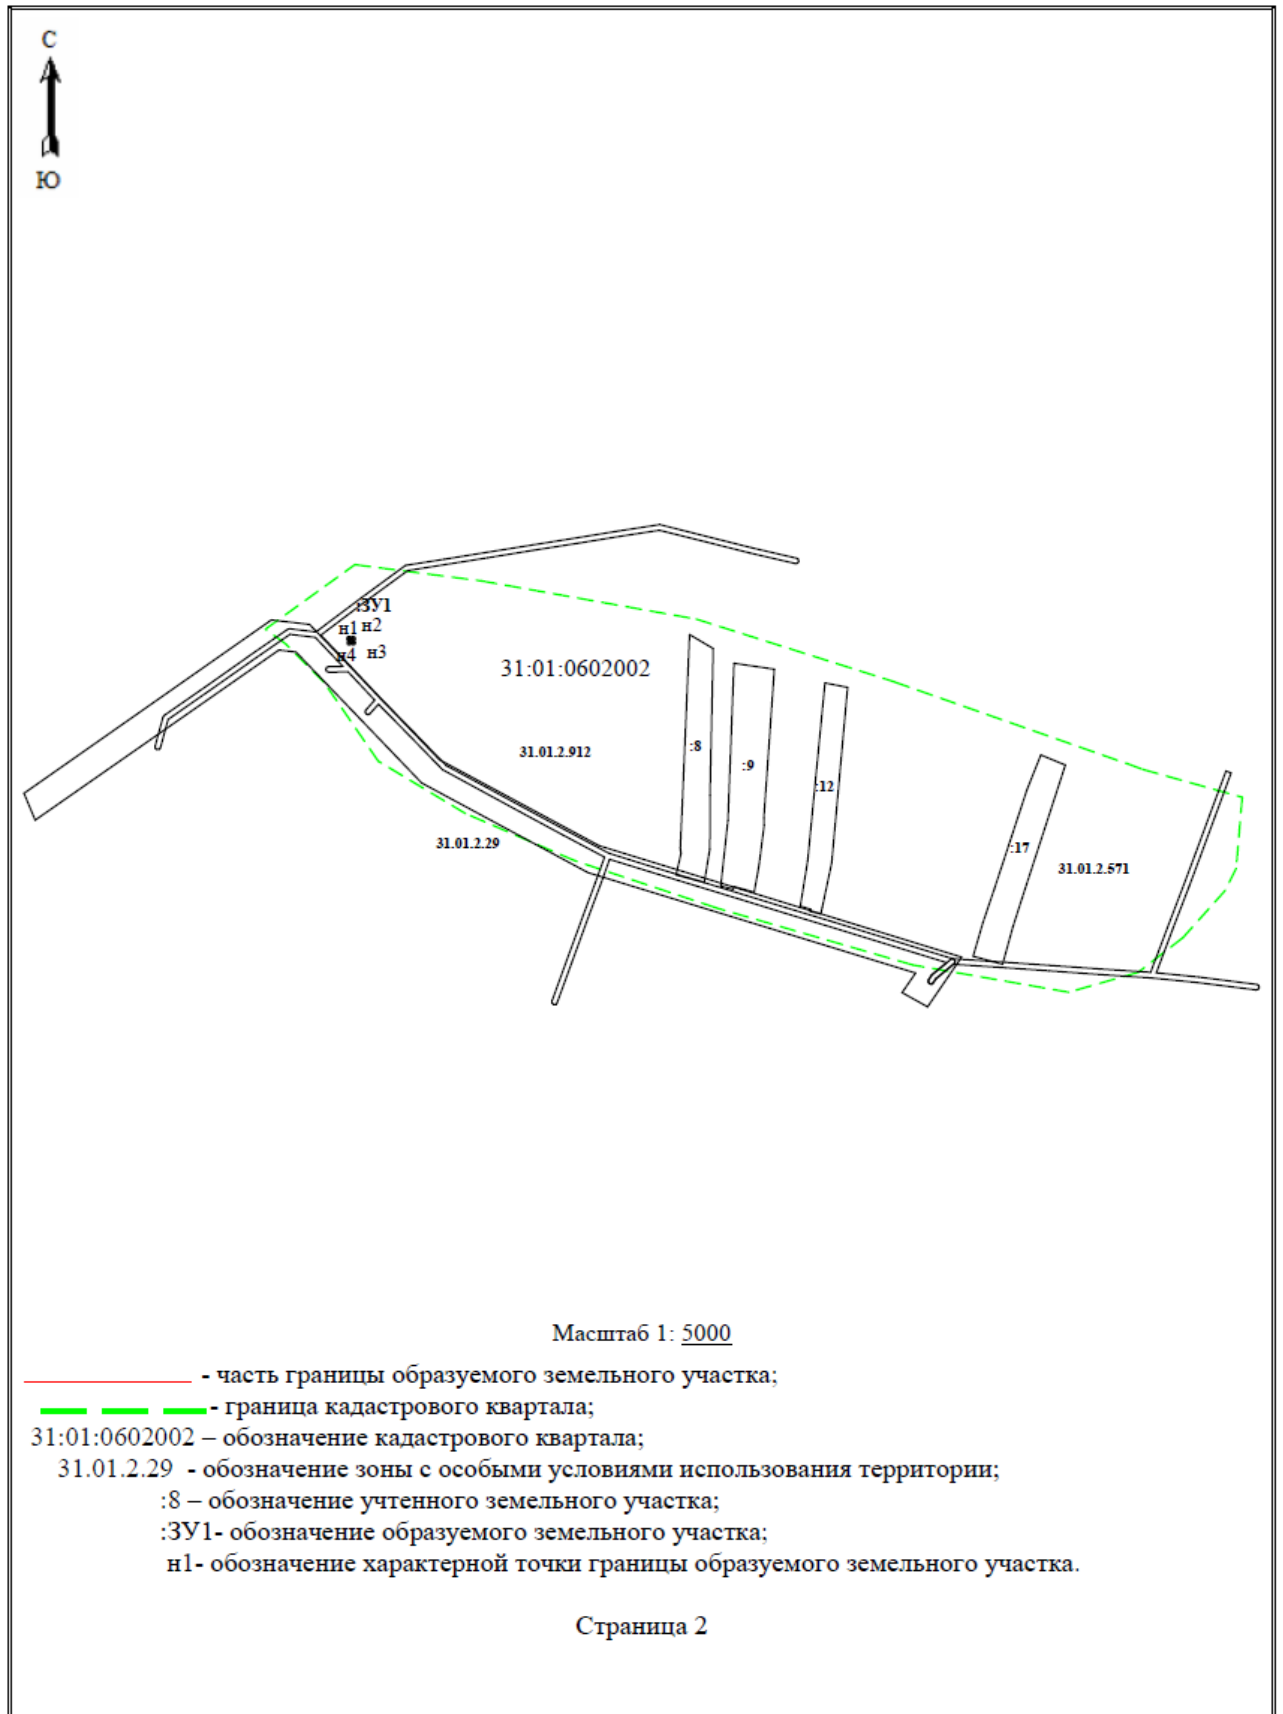 С
Ю
:ЗУ1
н1 н2
н4 н3
31:01:0602002
31.01.2.912
:8
:9
:12
31.01.2.29
:17
31.01.2.571
Масштаб 1: 5000
- часть границы образуемого земельного участка;
- граница кадастрового квартала;
31:01:0602002 – обозначение кадастрового квартала;
31.01.2.29 - обозначение зоны с особыми условиями использования территории;
:8 – обозначение учтенного земельного участка;
:ЗУ1- обозначение образуемого земельного участка;
н1- обозначение характерной точки границы образуемого земельного участка.
Страница 2